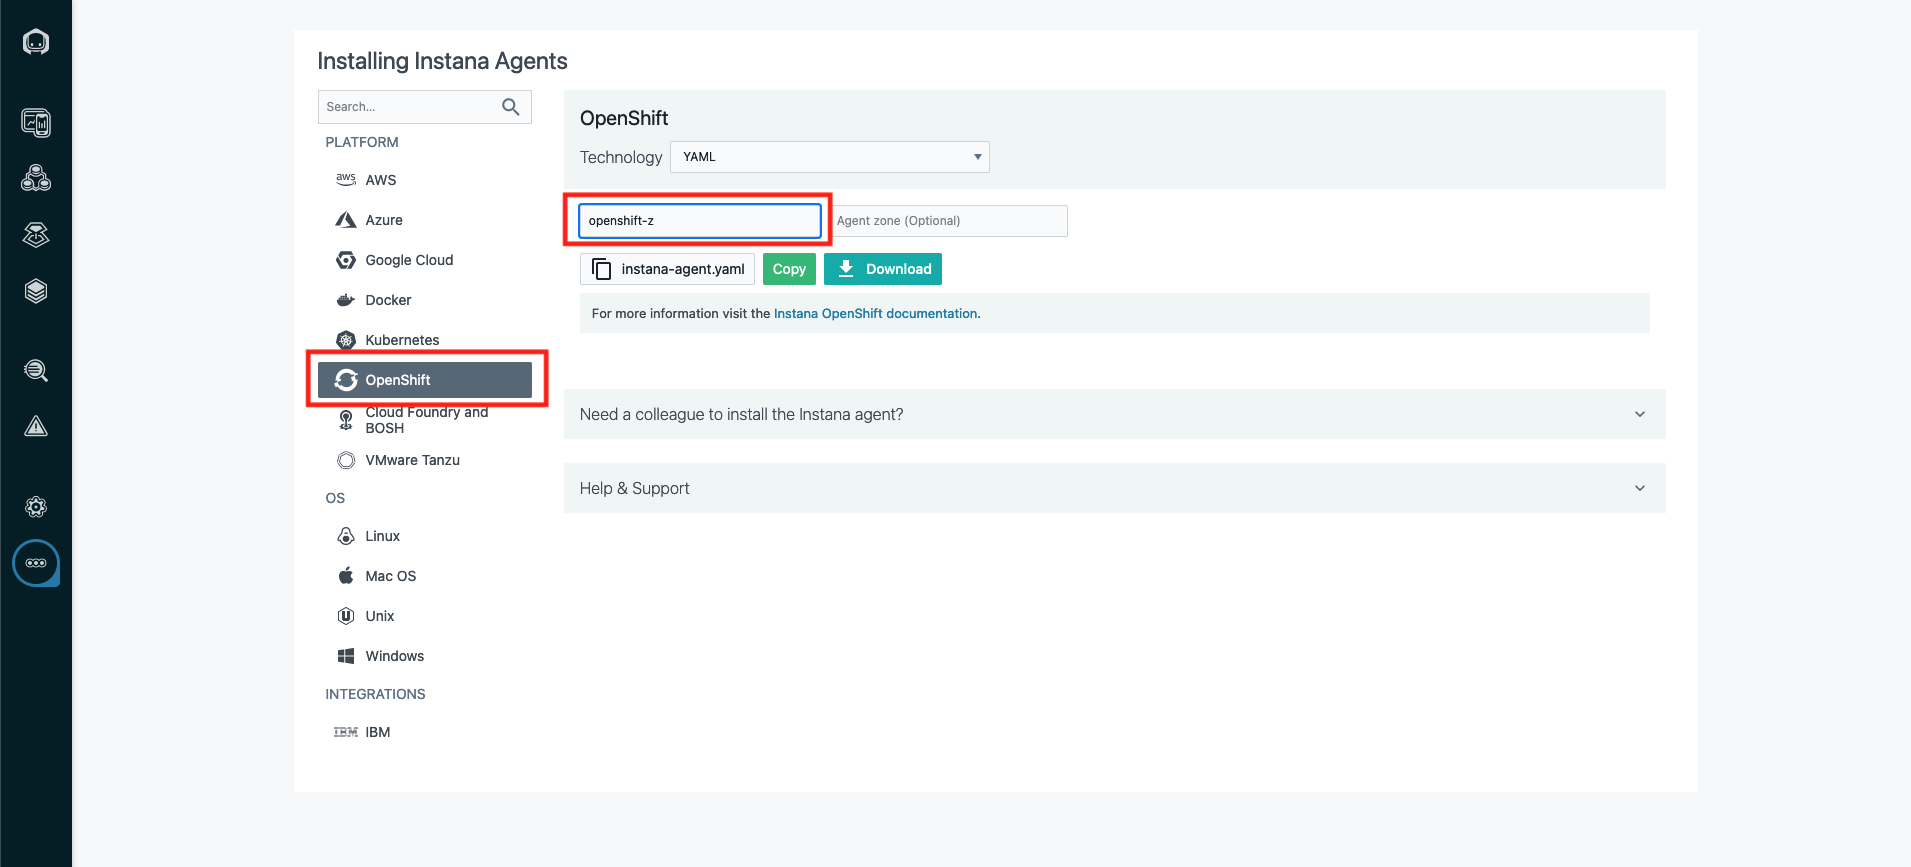 Installing Instana Agents
Search...
PLATFORM
aws AWS
Azure
Google Cloud
Docker
Kubernetes
OpenShift
Cloud Foundry and
BOSH
VMware Tanzu
OS
Linux
Mac OS
Unix
Windows
INTEGRATIONS
IBM IBM
OpenShift
Technology YAML
openshift-z Agent zone (Optional)
instana-agent.yaml Copy Download
For more information visit the Instana OpenShift documentation.
Need a colleague to install the Instana agent?
Help & Support